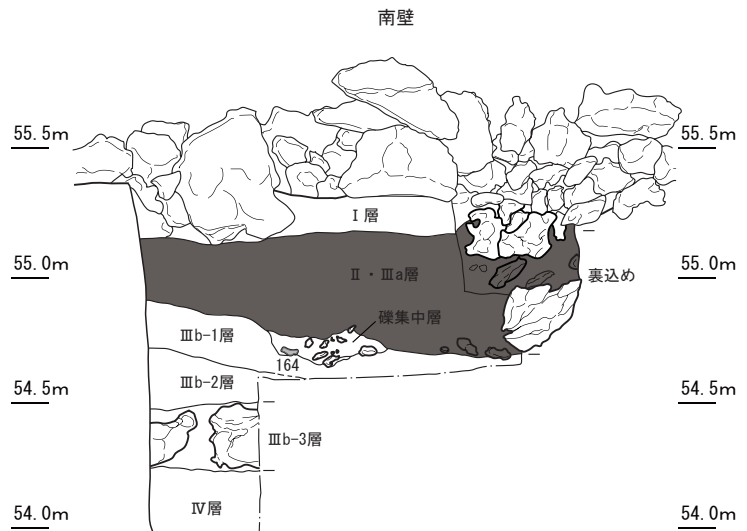 南壁
55.5m
55.5m
Ⅰ層
55.0m
55.0m
Ⅱ・Ⅲa層
裏込め
礫集中層
Ⅲb-1層
164
54.5m
54.5m
Ⅲb-2層
Ⅲb-3層
Ⅳ層
54.0m
54.0m